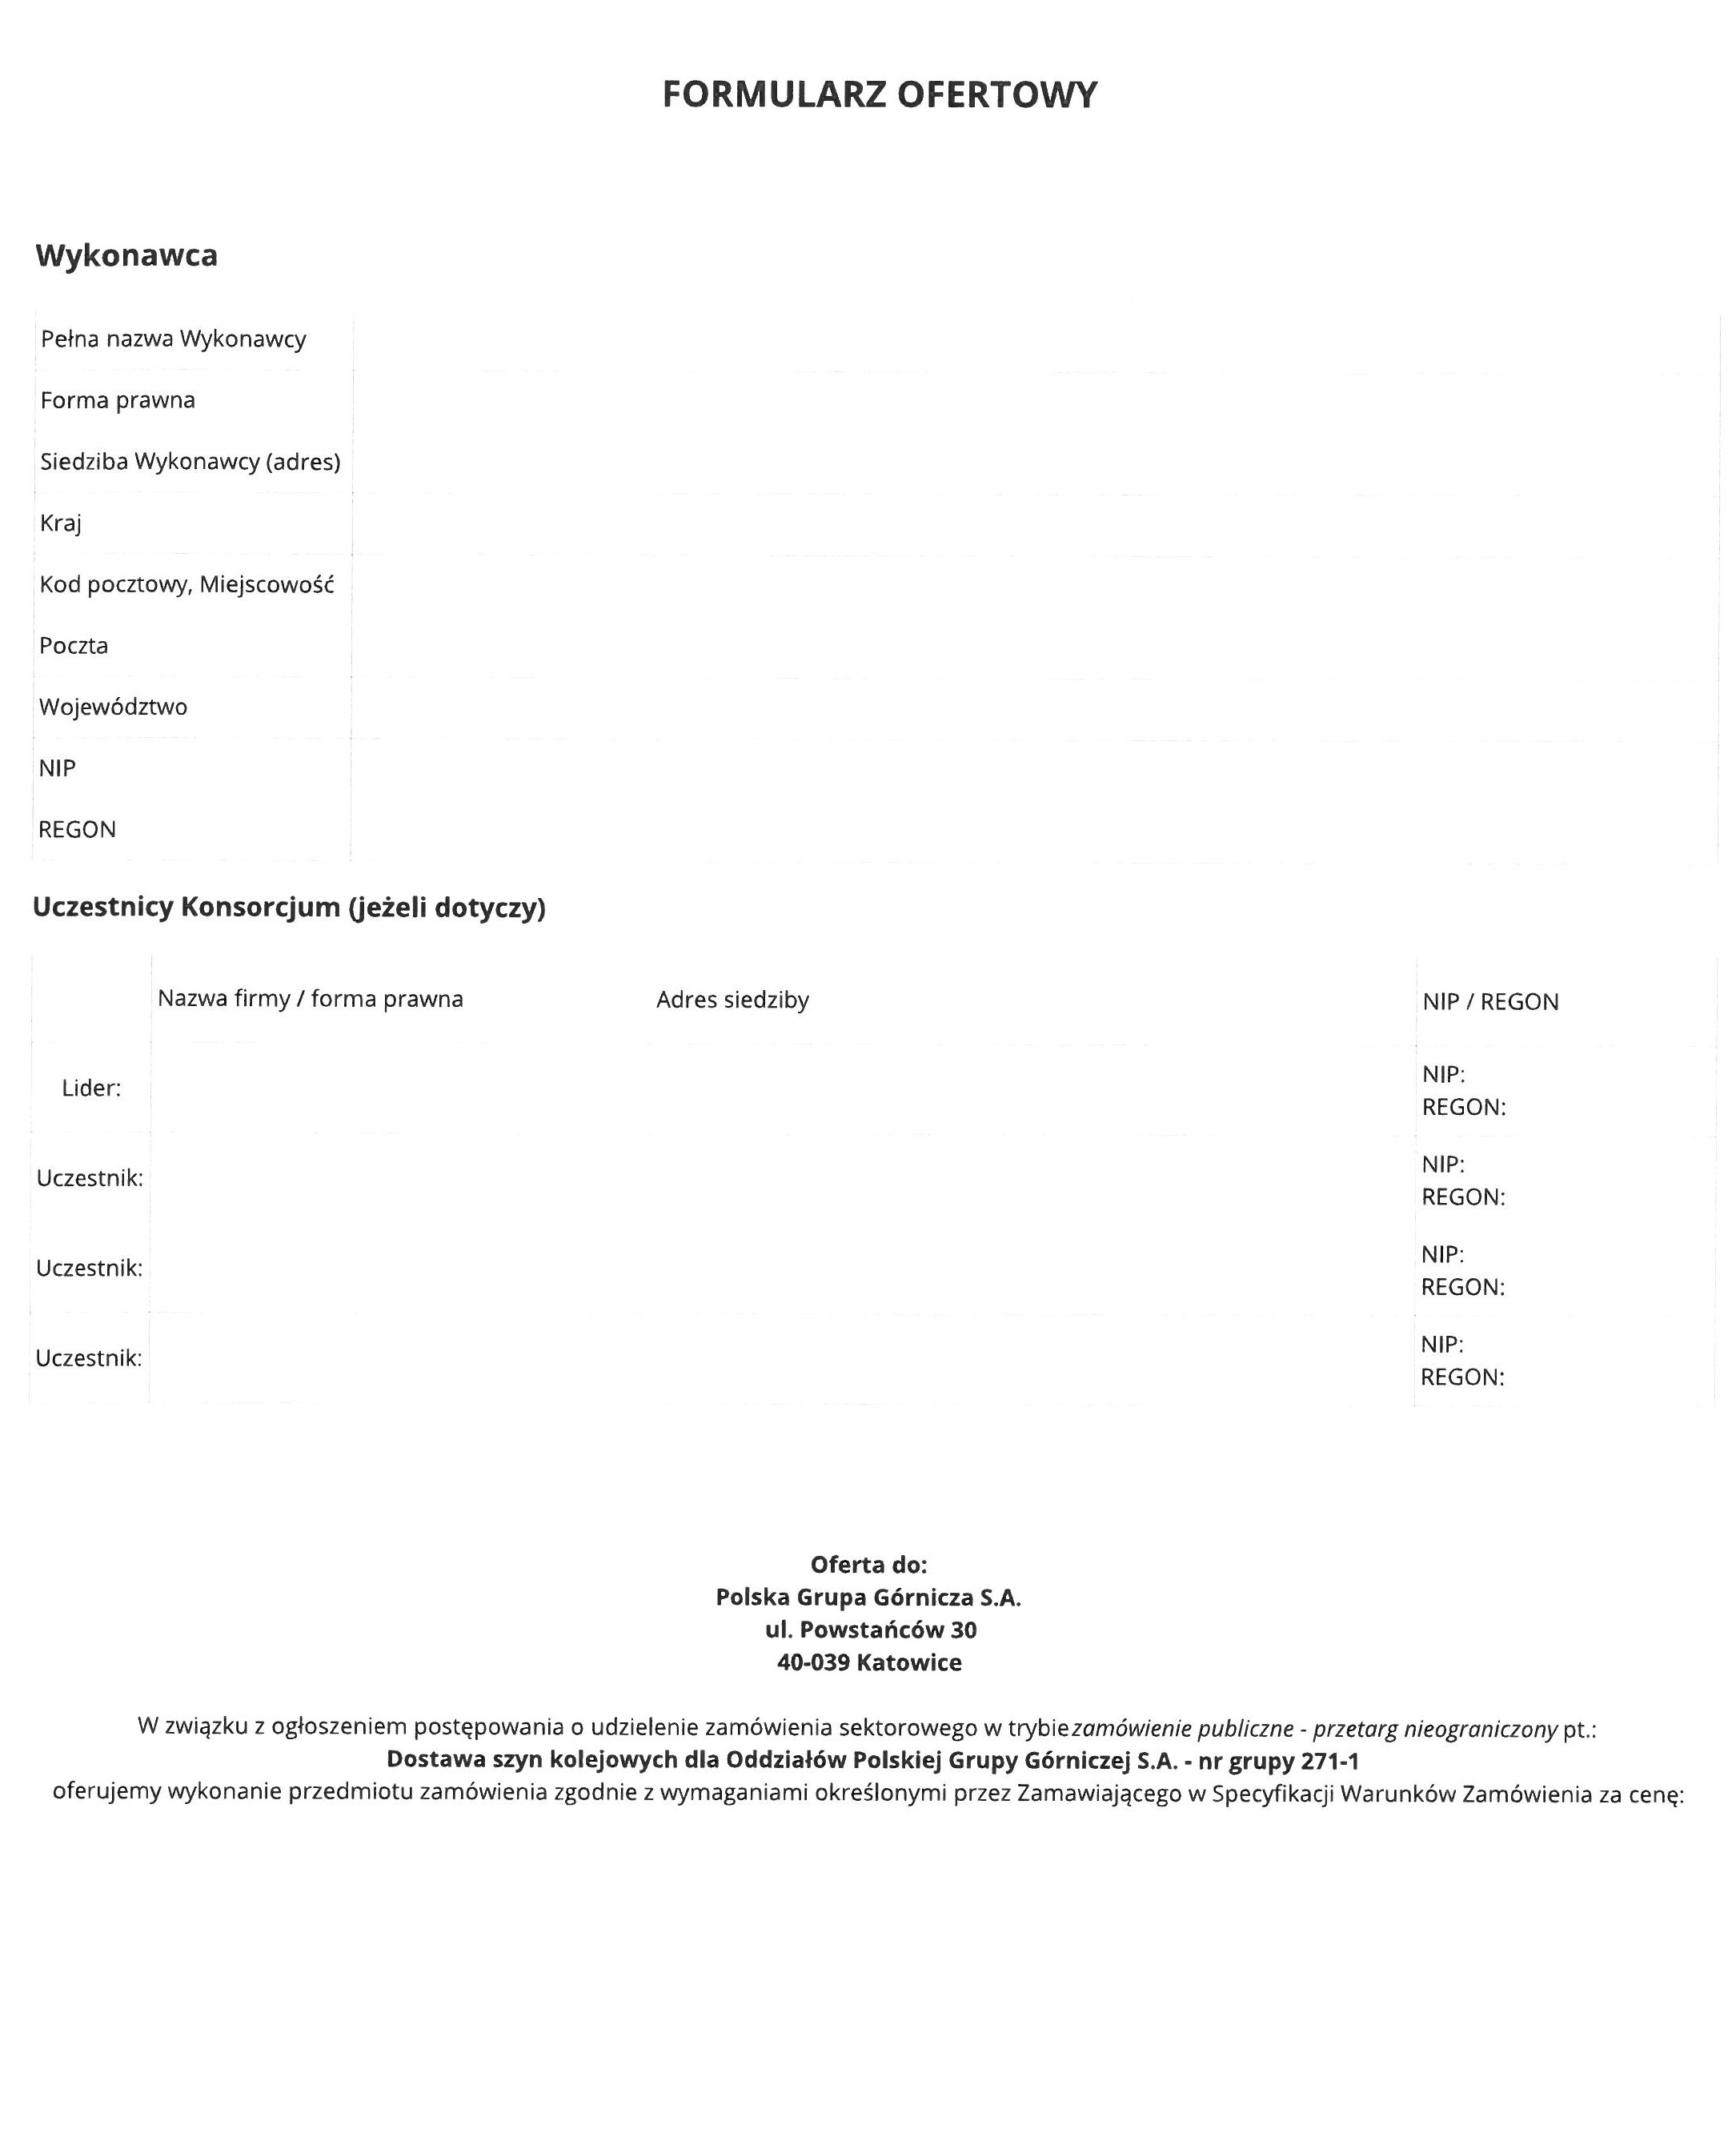 FORMULARZ OFERTOWY
Wykonawca
Pełna nazwa Wykonawcy
Forma prawna
Siedziba Wykonawcy (adres)
Kraj
Kod pocztowy, Miejscowość
Poczta
Województwo
NIP
REGON
Uczestnicy Konsorcjum (jeżeli dotyczy)
Nazwa firmy / forma prawna Adres siedziby NIP / REGON
Lider:
NIP:
REGON:
Uczestnik:
NIP:
REGON:
Uczestnik:
NIP:
REGON:
Uczestnik:
NIP:
REGON:
Oferta do:
Polska Grupa Górnicza S.A.
ul. Powstańców 30
40-039 Katowice
W związku z ogłoszeniem postępowania o udzielenie zamówienia sektorowego w trybiezamówienie publiczne - przetarg nieograniczony pt.:
Dostawa szyn kolejowych dla Oddziałów Polskiej Grupy Górniczej S.A. - nr grupy 271-1
oferujemy wykonanie przedmiotu zamówienia zgodnie z wymaganiami określonymi przez Zamawiającego w Specyfikacji Warunków Zamówienia za cenę: